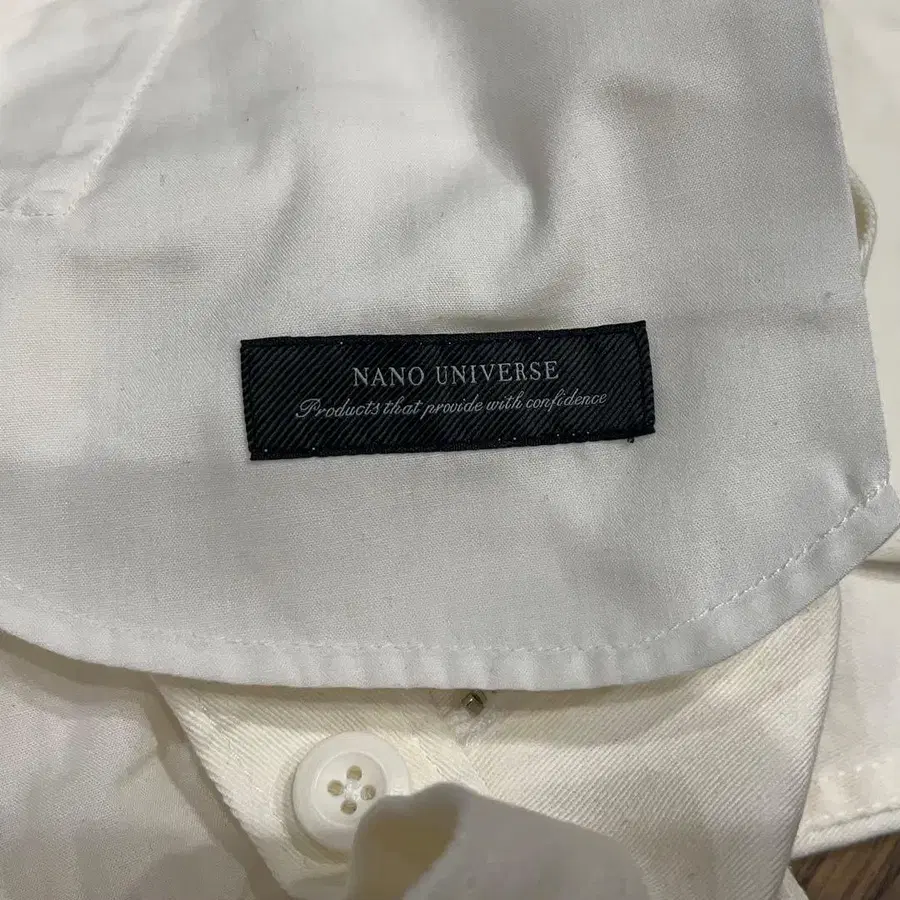 NANO UNIVERSE
Products that provide with confidence